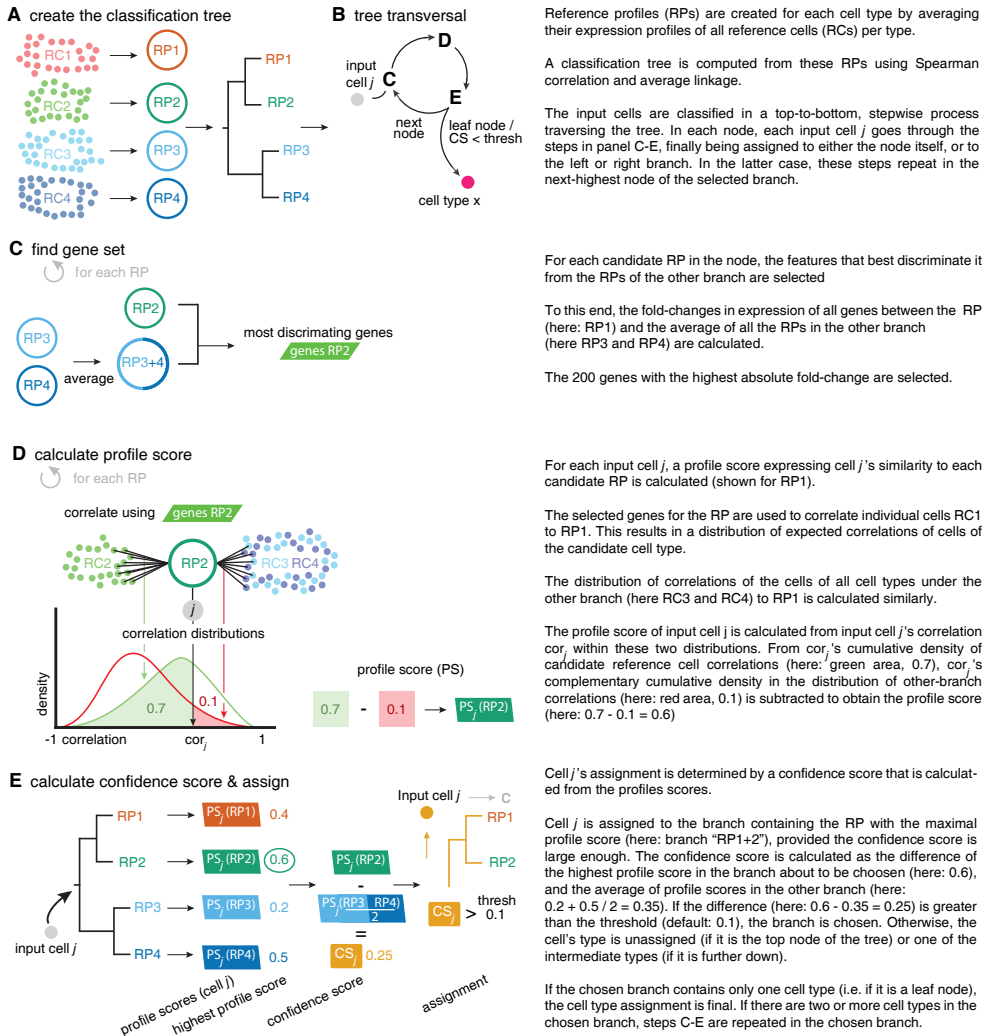 A create the classification tree
RC1
RP1
RC2
RP2
RC3
RP3
RC4
RP4
RP1
RP2
RP3
RP4
B tree transversal
D
input
cell j
C
E
next
node
leaf node /
CS < thresh
cell type x
Reference profiles (RPs) are created for each cell type by averaging
their expression profiles of all reference cells (RCs) per type.
A classification tree is computed from these RPs using Spearman
correlation and average linkage.
The input cells are classified in a top-to-bottom, stepwise process
traversing the tree. In each node, each input cell j goes through the
steps in panel C-E, finally being assigned to either the node itself, or to
the left or right branch. In the latter case, these steps repeat in the
next-highest node of the selected branch.
C find gene set
for each RP
RP2
RP3
RP4
average
RP3+4
most discrimating genes
genes RP2
For each candidate RP in the node, the features that best discriminate it
from the RPs of the other branch are selected
To this end, the fold-changes in expression of all genes between the RP
(here: RP1) and the average of all the RPs in the other branch
(here RP3 and RP4) are calculated.
The 200 genes with the highest absolute fold-change are selected.
D calculate profile score
for each RP
correlate using genes RP2
RC2
RP2
RC3 RC4
j
correlation distributions
density
0.7
0.1
-1 correlation
corj
1
profile score (PS)
0.7 - 0.1
PSj(RP2)
For each input cell j, a profile score expressing cell j's similarity to each
candidate RP is calculated (shown for RP1).
The selected genes for the RP are used to correlate individual cells RC1
to RP1. This results in a distribution of expected correlations of cells of
the candidate cell type.
The distribution of correlations of the cells of all cell types under the
other branch (here RC3 and RC4) to RP1 is calculated similarly.
The profile score of input cell j is calculated from input cell j's correlation
corj within these two distributions. From corj's cumulative density of
candidate reference cell correlations (here: green area, 0.7), corj's
complementary cumulative density in the distribution of other-branch
correlations (here: red area, 0.1) is subtracted to obtain the profile score
(here: 0.7 - 0.1 = 0.6)
E calculate confidence score & assign
RP1
PSj(RP1) 0.4
RP2
PSj(RP2) 0.6
RP3
PSj(RP3) 0.2
RP4
PSj(RP4) 0.5
input cell j
PSj(RP2)
-
PSj(RP3 RP4)
2
=
CSj 0.25
Input cell j
C
RP1
RP2
CSj > thresh
0.1
profile scores (cell j)
highest profile score
confidence score
assignment
Cell j's assignment is determined by a confidence score that is calculat-
ed from the profiles scores.
Cell j is assigned to the branch containing the RP with the maximal
profile score (here: branch “RP1+2”), provided the confidence score is
large enough. The confidence score is calculated as the difference of
the highest profile score in the branch about to be choosen (here: 0.6),
and the average of profile scores in the other branch (here:
0.2 + 0.5 / 2 = 0.35). If the difference (here: 0.6 - 0.35 = 0.25) is greater
than the threshold (default: 0.1), the branch is chosen. Otherwise, the
cell's type is unassigned (if it is the top node of the tree) or one of the
intermediate types (if it is further down).
If the chosen branch contains only one cell type (i.e. if it is a leaf node),
the cell type assignment is final. If there are two or more cell types in the
chosen branch, steps C-E are repeated in the chosen branch.